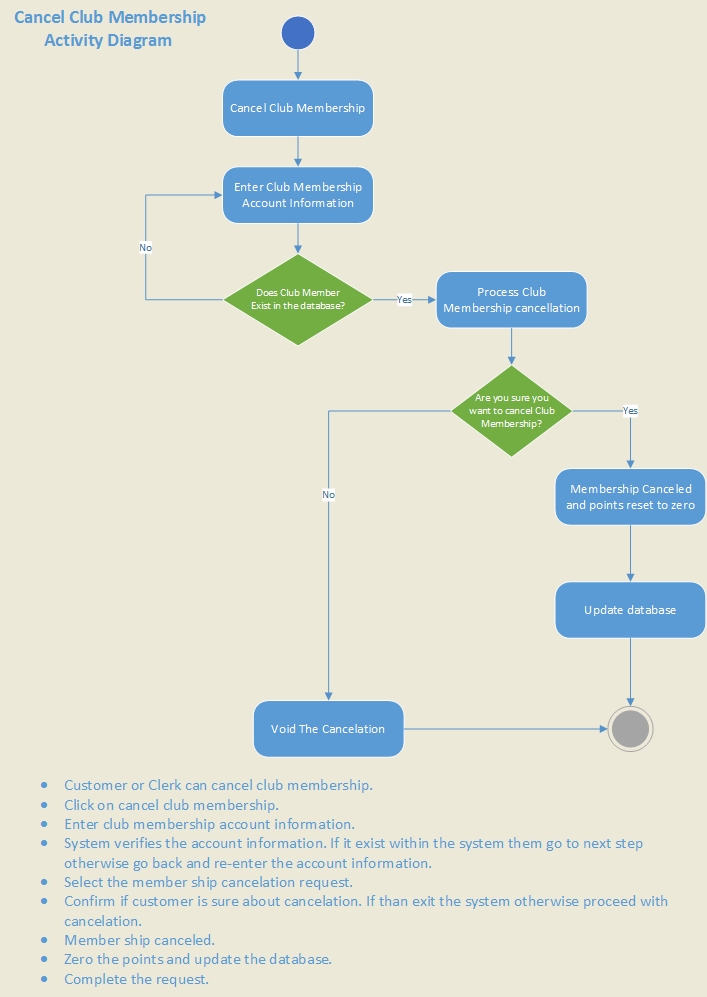 Cancel Club Membership
Activity Diagram
Cancel Club Membership
Enter Club Membership
Account Information
No
Does Club Member
Exist in the database?
Yes
Process Club
Membership cancellation
Are you sure you
want to cancel Club
Membership?
Yes
No
Membership Canceled
and points reset to zero
Update database
Void The Cancelation
• Customer or Clerk can cancel club membership.
• Click on cancel club membership.
• Enter club membership account information.
• System verifies the account information. If it exist within the system them go to next step
otherwise go back and re-enter the account information.
• Select the member ship cancelation request.
• Confirm if customer is sure about cancelation. If than exit the system otherwise proceed with
cancelation.
• Member ship canceled.
• Zero the points and update the database.
• Complete the request.